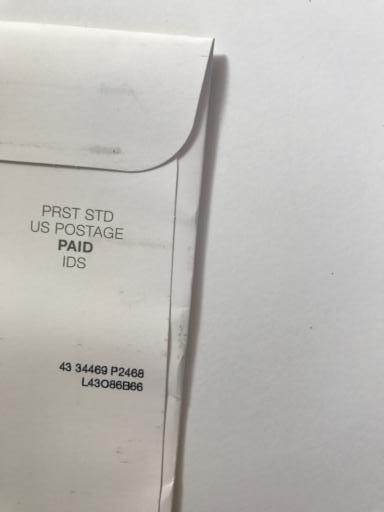 PRST STD
US POSTAGE
PAID
IDS
43 34469 P2468
L43O86B66